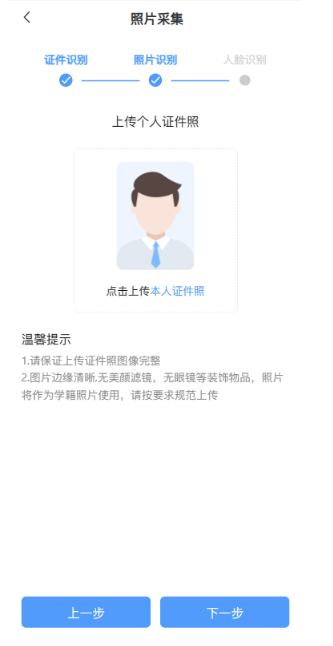 照片采集
证件识别 照片识别 人脸识别
上传个人证件照
点击上传本人证件照
温馨提示
1.请保证上传证件照图像完整
2.图片边缘清晰,无美颜滤镜，无眼镜等装饰物品，照片
将作为学籍照片使用，请按要求规范上传
上一步 下一步